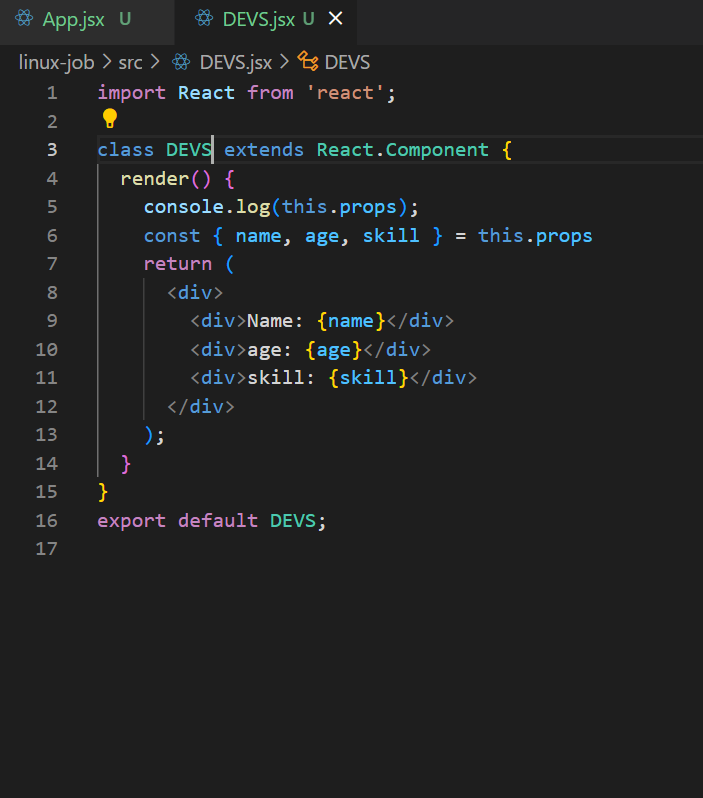 App.jsx U DEVS.jsx U
linux-job > src > DEVS.jsx > DEVS
1 import React from 'react';
2
3 class DEVS extends React.Component {
4 render() {
5 console.log(this.props);
6 const { name, age, skill } = this.props
7 return (
8 <div>
9 <div>Name: {name}</div>
10 <div>age: {age}</div>
11 <div>skill: {skill}</div>
12 </div>
13 );
14 }
15 }
16 export default DEVS;
17